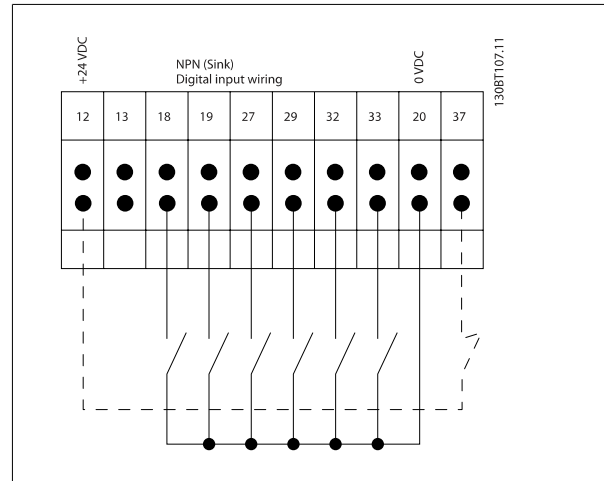 +24 VDC
NPN (Sink)
Digital input wiring
0 VDC
130BT107.11
12 13 18 19 27 29 32 33 20 37